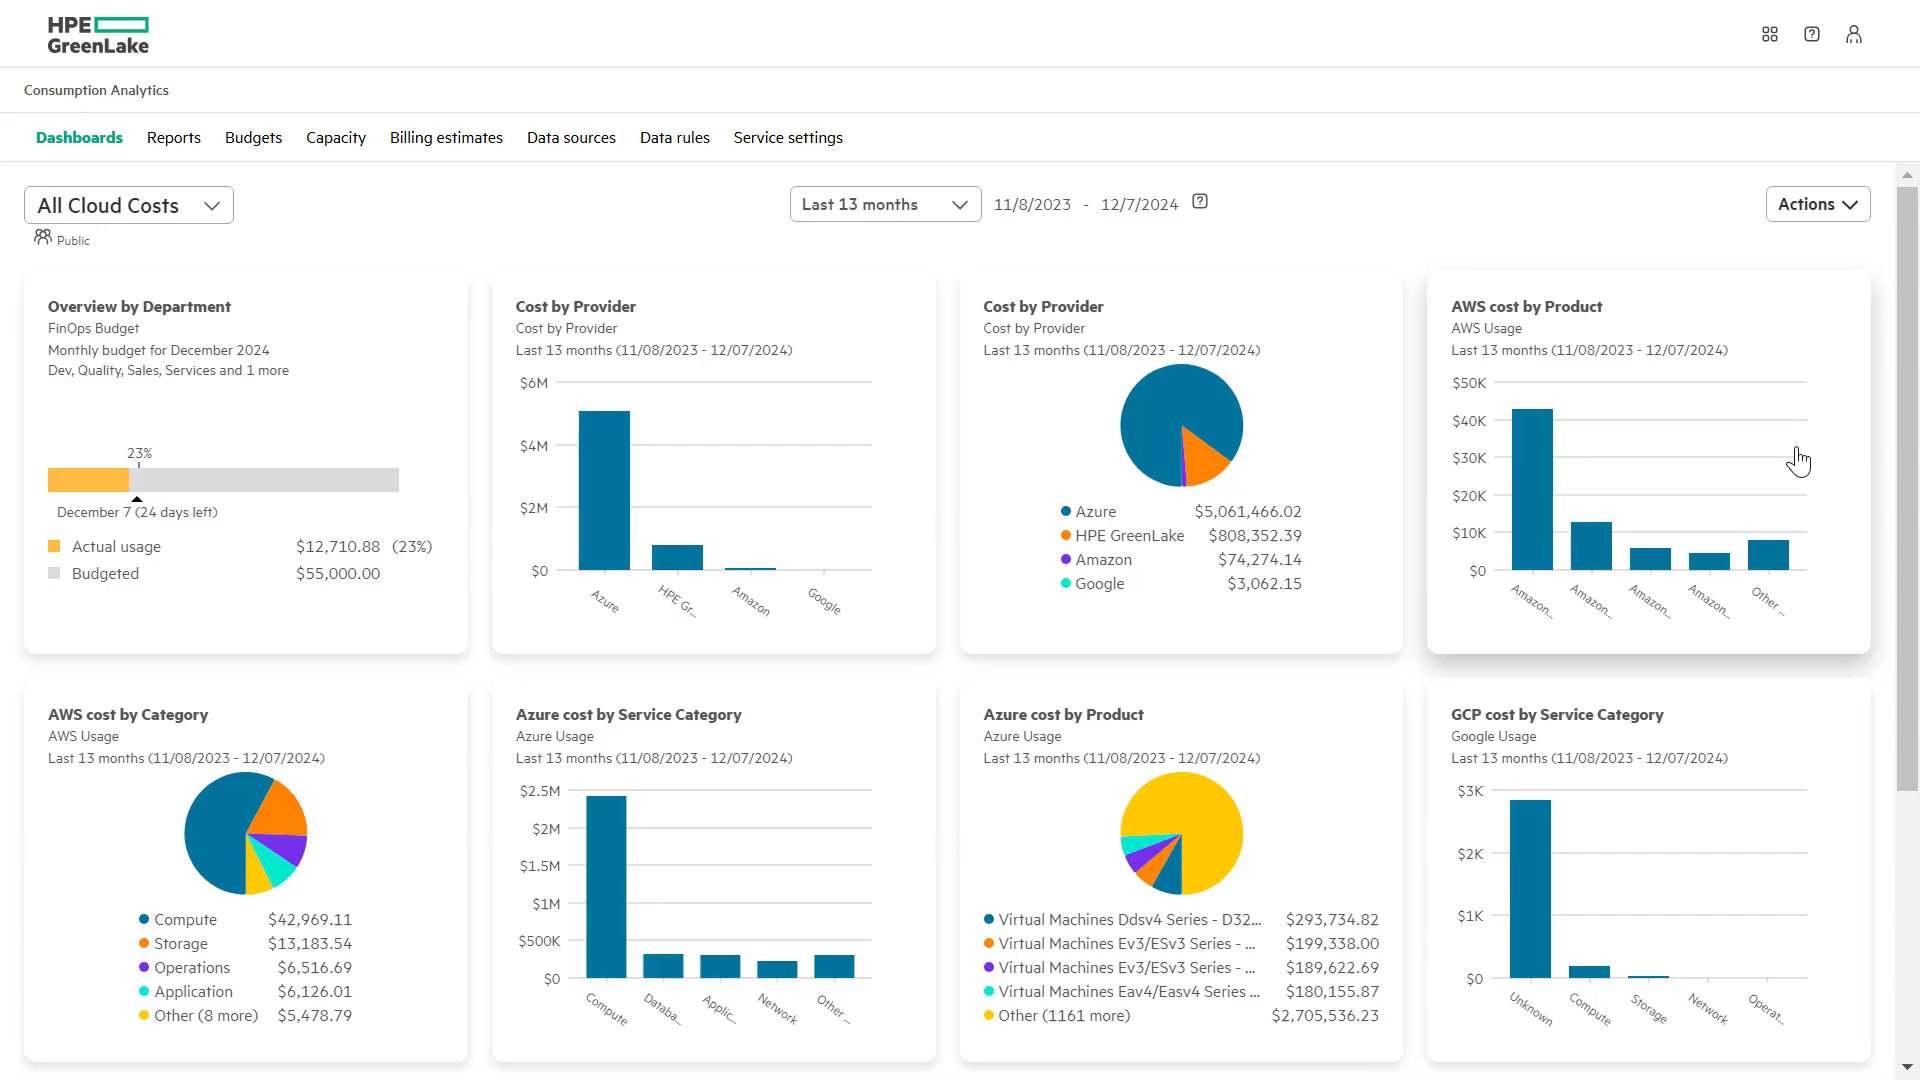 HPE
GreenLake
Consumption Analytics
Dashboards Reports Budgets Capacity Billing estimates Data sources Data rules Service settings
All Cloud Costs
Public
Last 13 months 11/8/2023 - 12/7/2024
Actions
Overview by Department
FinOps Budget
Monthly budget for December 2024
Dev, Quality, Sales, Services and 1 more
23%
December 7 (24 days left)
Actual usage $12,710.88 (23%)
Budgeted $55,000.00
Cost by Provider
Cost by Provider
Last 13 months (11/08/2023 - 12/07/2024)
$6M
$4M
$2M
$0
Azure HPE Gr... Amazon Google
Cost by Provider
Cost by Provider
Last 13 months (11/08/2023 - 12/07/2024)
Azure $5,061,466.02
HPE GreenLake $808,352.39
Amazon $74,274.14
Google $3,062.15
AWS cost by Product
AWS Usage
Last 13 months (11/08/2023 - 12/07/2024)
$50K
$40K
$30K
$20K
$10K
$0
Amazon... Amazon... Amazon... Amazon... Other ...
AWS cost by Category
AWS Usage
Last 13 months (11/08/2023 - 12/07/2024)
Compute $42,969.11
Storage $13,183.54
Operations $6,516.69
Application $6,126.01
Other (8 more) $5,478.79
Azure cost by Service Category
Azure Usage
Last 13 months (11/08/2023 - 12/07/2024)
$2.5M
$2M
$1.5M
$1M
$500K
$0
Compute Databa... Applic... Network Other ...
Azure cost by Product
Azure Usage
Last 13 months (11/08/2023 - 12/07/2024)
Virtual Machines Ddsv4 Series - D32... $293,734.82
Virtual Machines Ev3/ESv3 Series - ... $199,338.00
Virtual Machines Ev3/ESv3 Series - ... $189,622.69
Virtual Machines Eav4/Easv4 Series ... $180,155.87
Other (1161 more) $2,705,536.23
GCP cost by Service Category
Google Usage
Last 13 months (11/08/2023 - 12/07/2024)
$3K
$2K
$1K
$0
Unknown Compute Storage Network Operat...